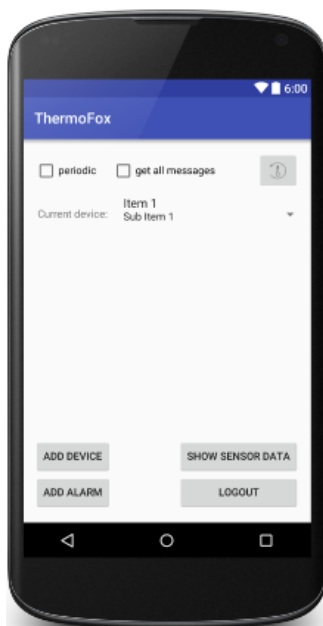 6:00
ThermoFox
periodic get all messages
Current device: Item 1
Sub Item 1
ADD DEVICE SHOW SENSOR DATA
ADD ALARM LOGOUT